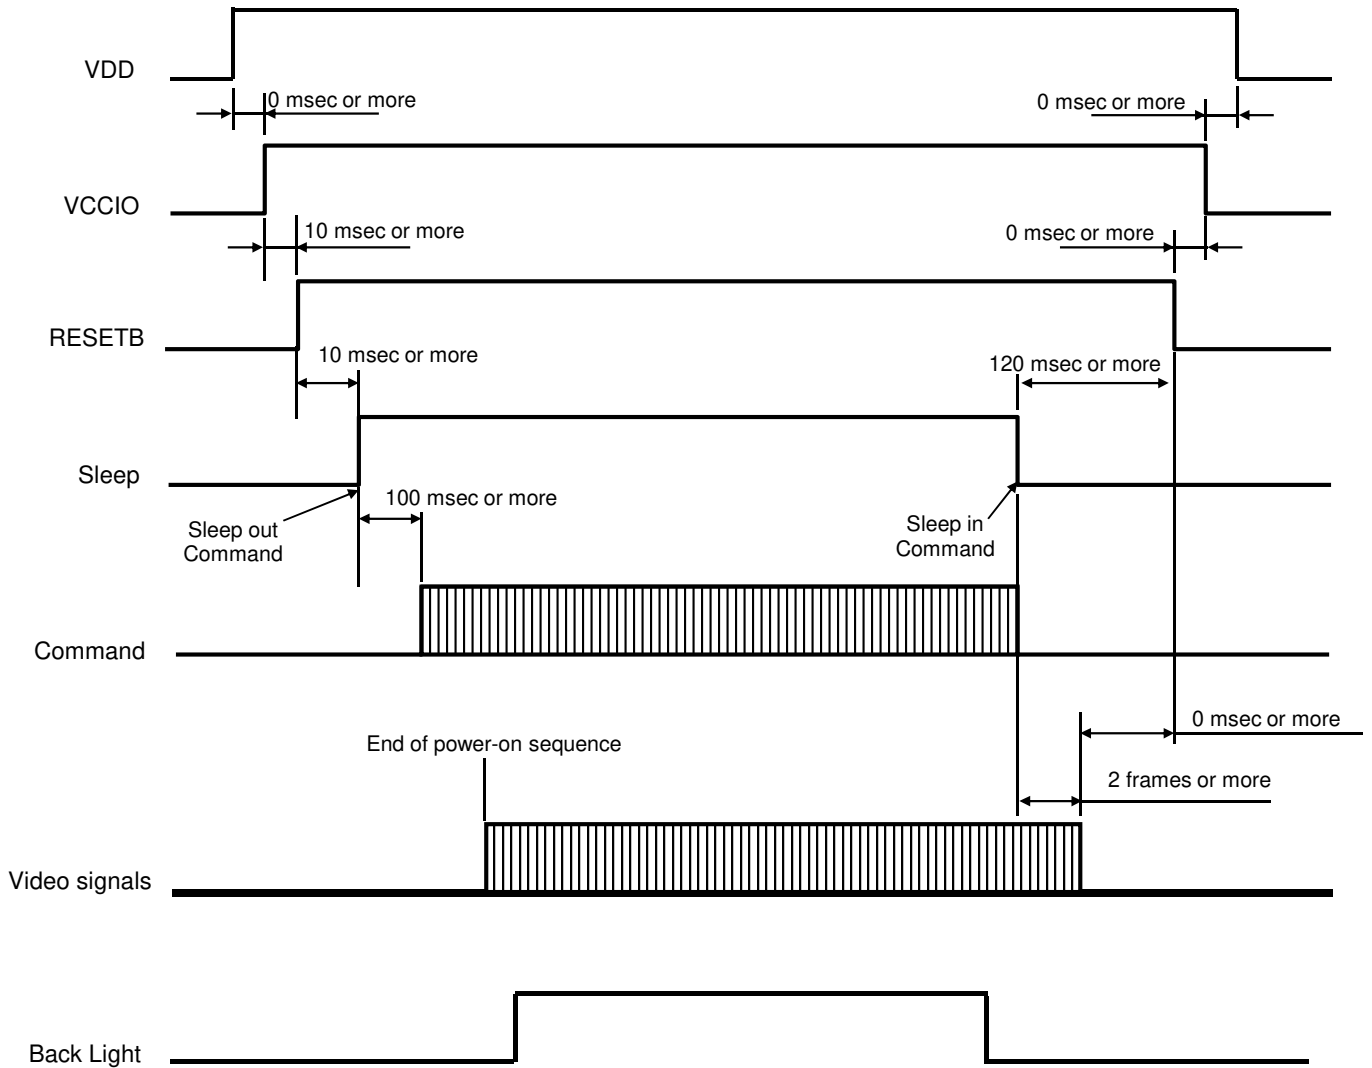 VDD
0 msec or more
0 msec or more
VCCIO
10 msec or more
0 msec or more
RESETB
10 msec or more
120 msec or more
Sleep
100 msec or more
Sleep out
Command
Sleep in
Command
Command
0 msec or more
End of power-on sequence
2 frames or more
Video signals
Back Light